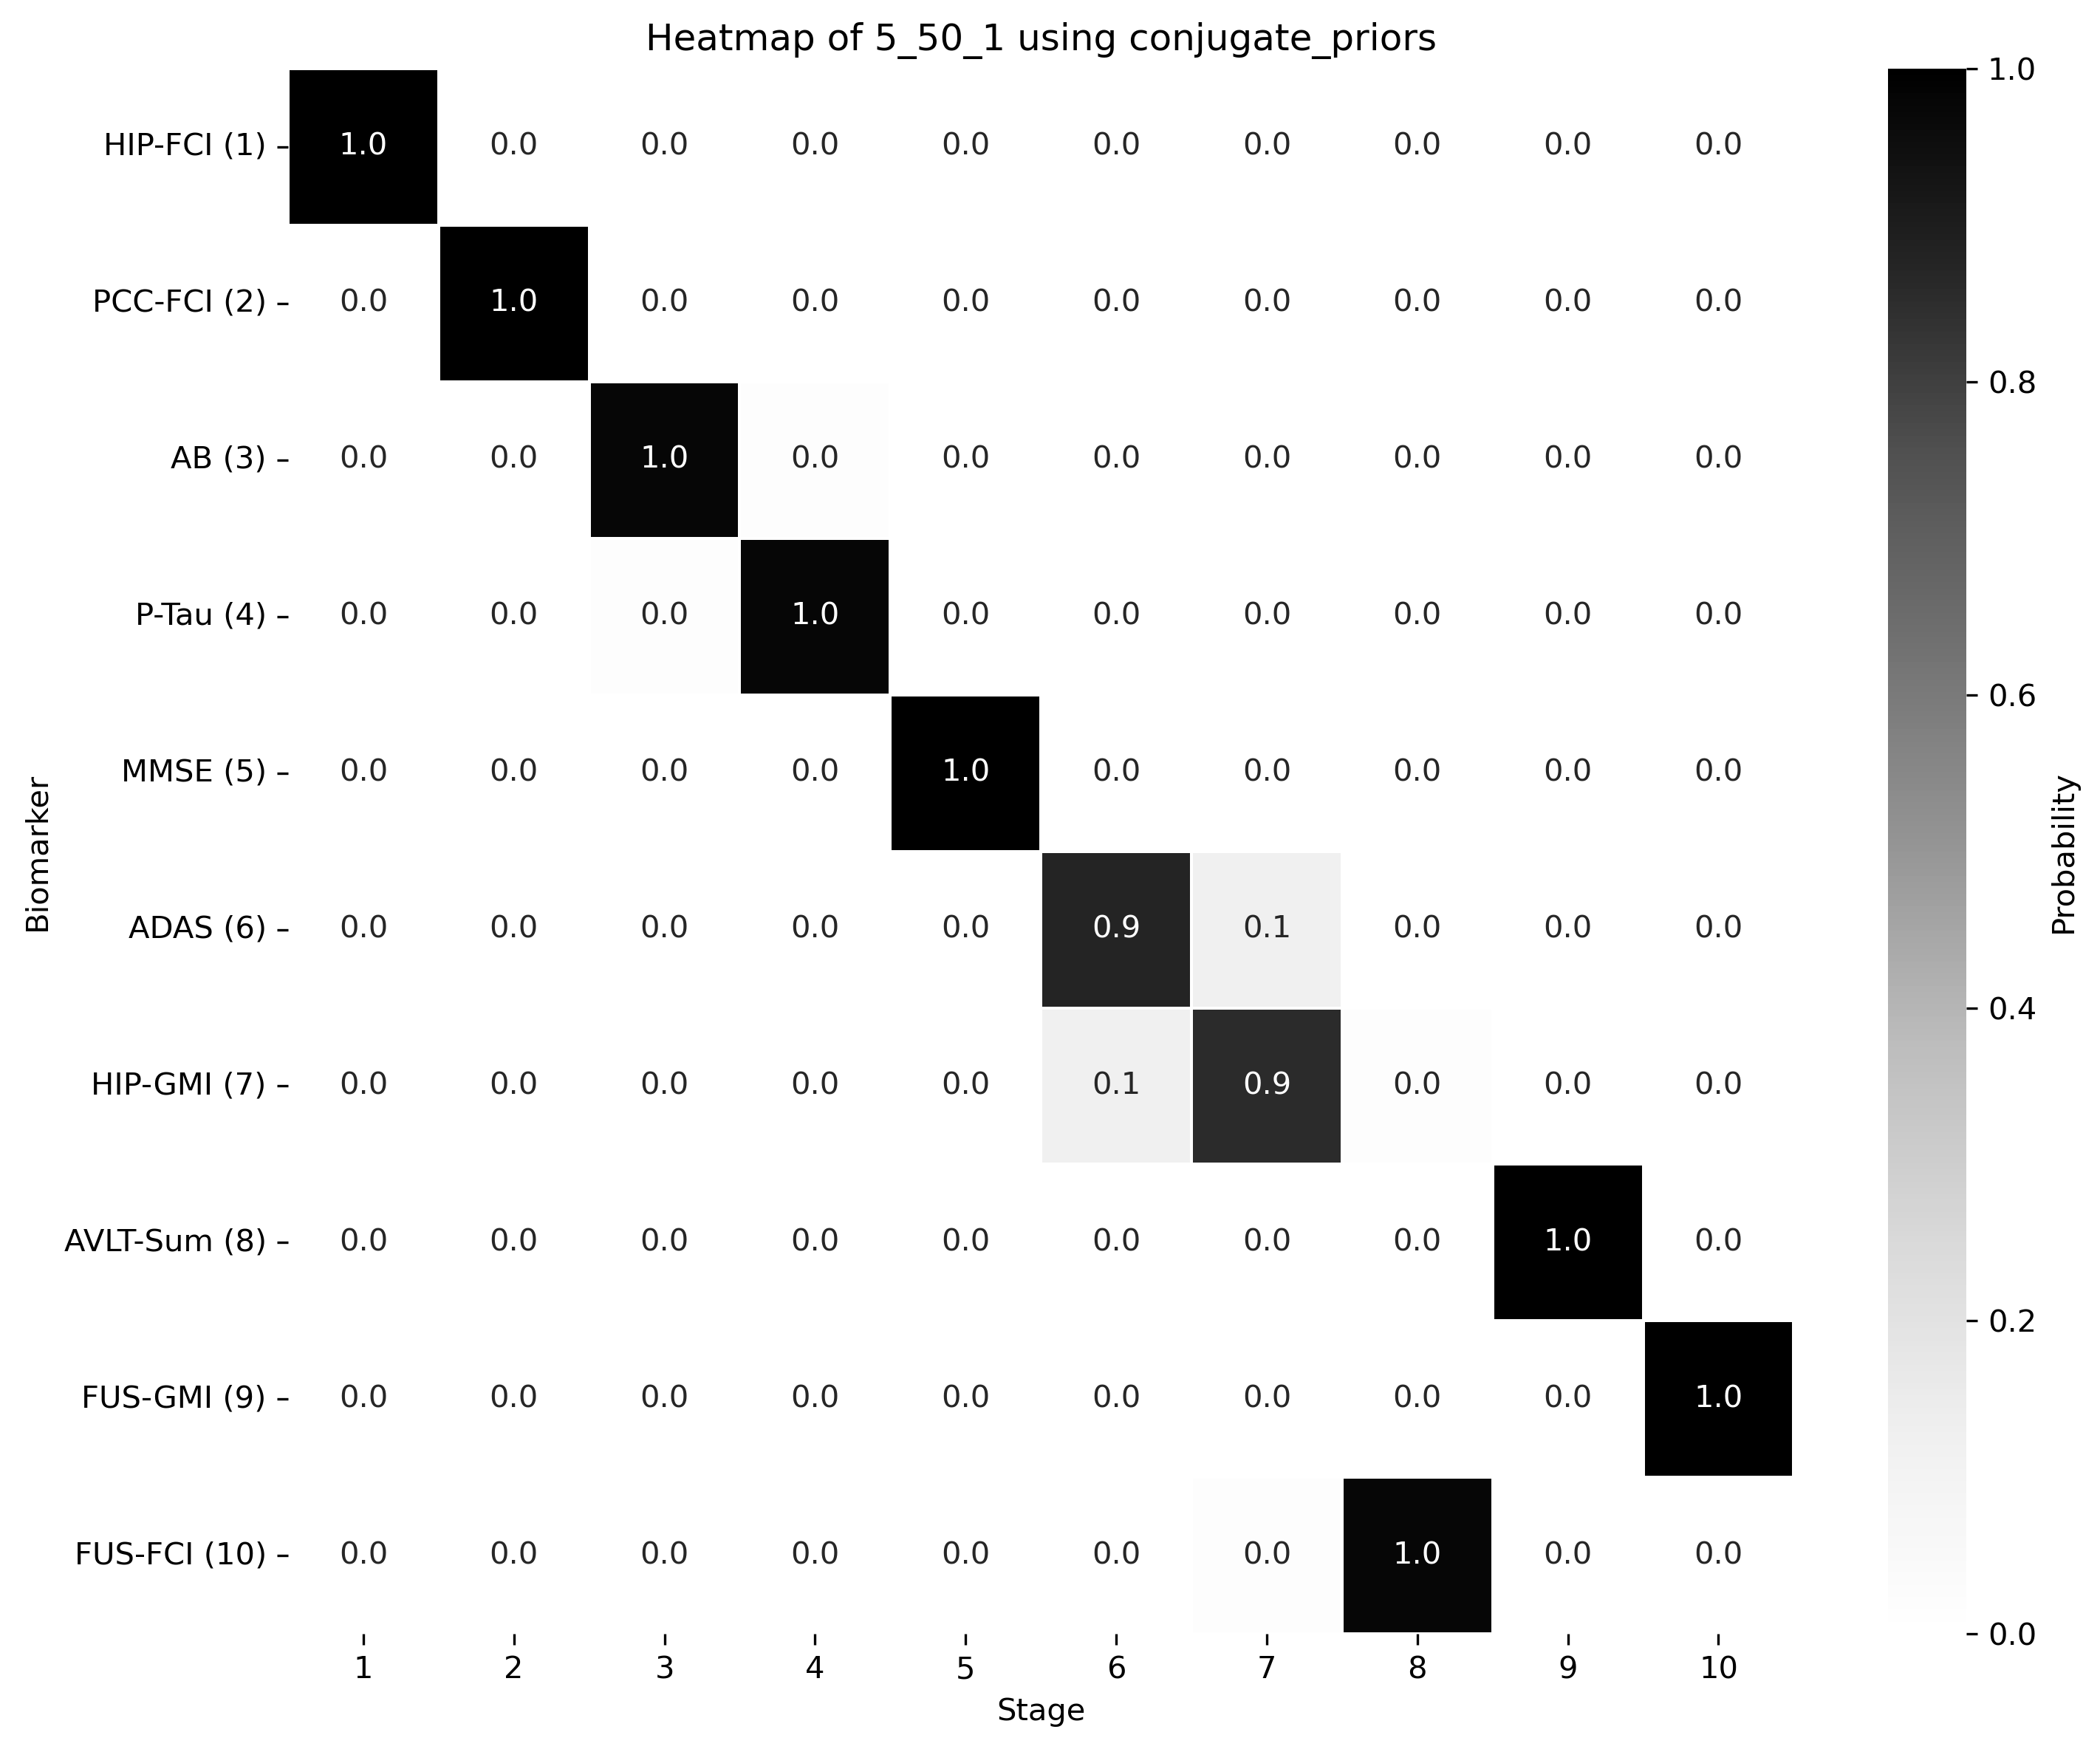 Heatmap of 5_50_1 using conjugate_priors
HIP-FCI (1) 1.0 0.0 0.0 0.0 0.0 0.0 0.0 0.0 0.0 0.0
PCC-FCI (2) 0.0 1.0 0.0 0.0 0.0 0.0 0.0 0.0 0.0 0.0
AB (3) 0.0 0.0 1.0 0.0 0.0 0.0 0.0 0.0 0.0 0.0
P-Tau (4) 0.0 0.0 0.0 1.0 0.0 0.0 0.0 0.0 0.0 0.0
MMSE (5) 0.0 0.0 0.0 0.0 1.0 0.0 0.0 0.0 0.0 0.0
ADAS (6) 0.0 0.0 0.0 0.0 0.0 0.9 0.1 0.0 0.0 0.0
HIP-GMI (7) 0.0 0.0 0.0 0.0 0.0 0.1 0.9 0.0 0.0 0.0
AVLT-Sum (8) 0.0 0.0 0.0 0.0 0.0 0.0 0.0 0.0 1.0 0.0
FUS-GMI (9) 0.0 0.0 0.0 0.0 0.0 0.0 0.0 0.0 0.0 1.0
FUS-FCI (10) 0.0 0.0 0.0 0.0 0.0 0.0 0.0 1.0 0.0 0.0
1 2 3 4 5 6 7 8 9 10
Stage
Biomarker
1.0
0.8
0.6
0.4
0.2
0.0
Probability